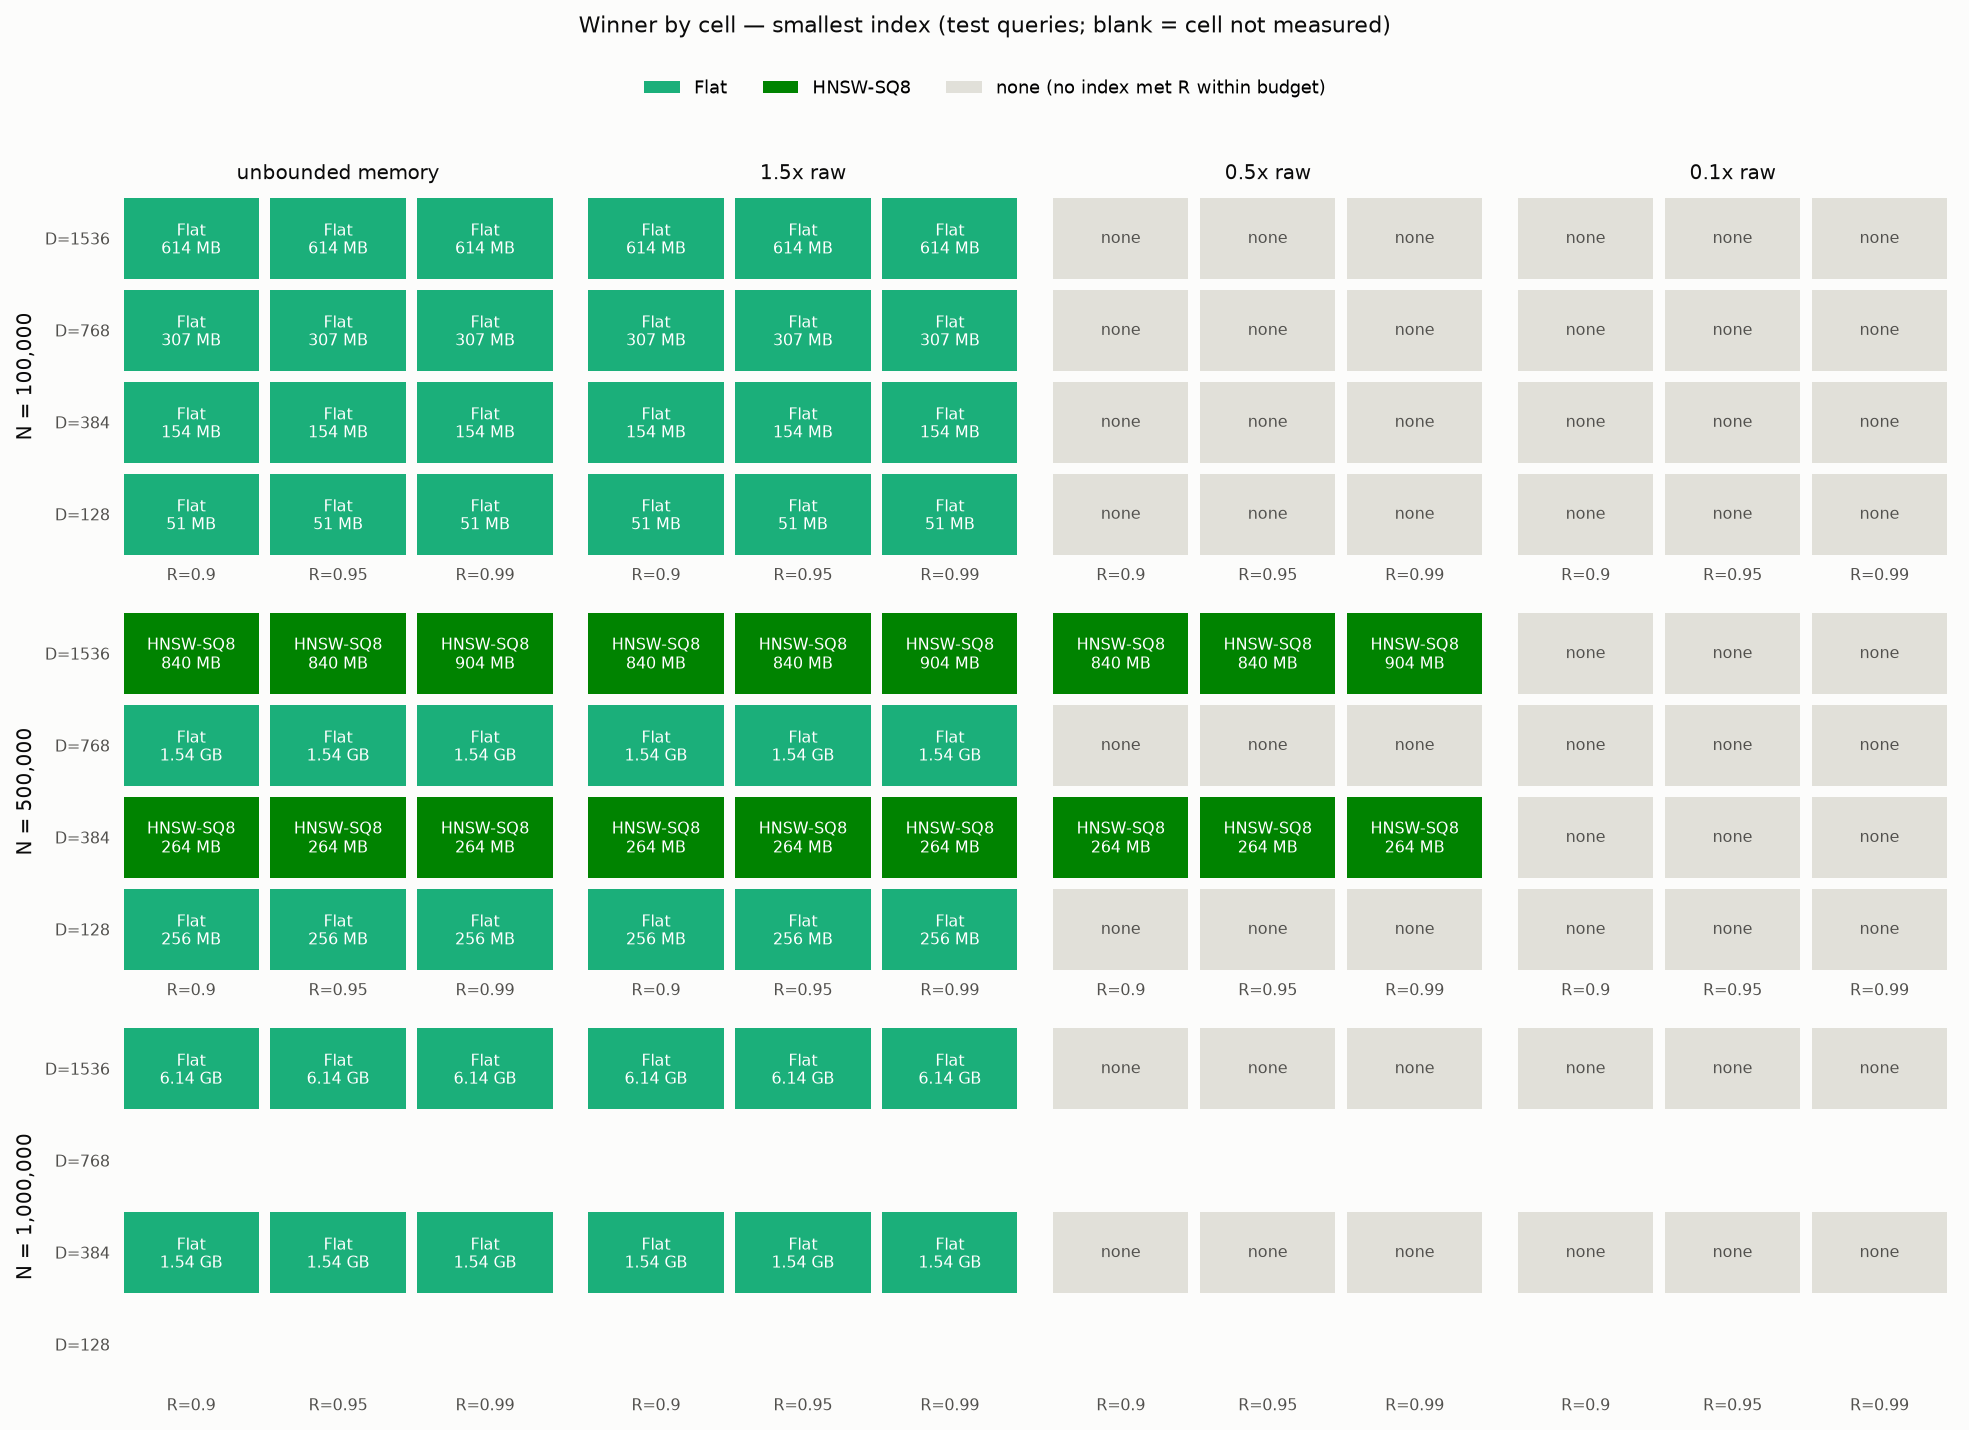 Winner by cell — smallest index (test queries; blank = cell not measured)
Flat HNSW-SQ8 none (no index met R within budget)
unbounded memory 1.5x raw 0.5x raw 0.1x raw
N = 100,000
D=1536
Flat Flat Flat Flat Flat Flat none none none none none none
614 MB 614 MB 614 MB 614 MB 614 MB 614 MB
D=768
Flat Flat Flat Flat Flat Flat none none none none none none
307 MB 307 MB 307 MB 307 MB 307 MB 307 MB
D=384
Flat Flat Flat Flat Flat Flat none none none none none none
154 MB 154 MB 154 MB 154 MB 154 MB 154 MB
D=128
Flat Flat Flat Flat Flat Flat none none none none none none
51 MB 51 MB 51 MB 51 MB 51 MB 51 MB
R=0.9 R=0.95 R=0.99 R=0.9 R=0.95 R=0.99 R=0.9 R=0.95 R=0.99 R=0.9 R=0.95 R=0.99
N = 500,000
D=1536
HNSW-SQ8 HNSW-SQ8 HNSW-SQ8 HNSW-SQ8 HNSW-SQ8 HNSW-SQ8 HNSW-SQ8 HNSW-SQ8 HNSW-SQ8 none none none
840 MB 840 MB 904 MB 840 MB 840 MB 904 MB 840 MB 840 MB 904 MB
D=768
Flat Flat Flat Flat Flat Flat none none none none none none
1.54 GB 1.54 GB 1.54 GB 1.54 GB 1.54 GB 1.54 GB
D=384
HNSW-SQ8 HNSW-SQ8 HNSW-SQ8 HNSW-SQ8 HNSW-SQ8 HNSW-SQ8 HNSW-SQ8 HNSW-SQ8 HNSW-SQ8 none none none
264 MB 264 MB 264 MB 264 MB 264 MB 264 MB 264 MB 264 MB 264 MB
D=128
Flat Flat Flat Flat Flat Flat none none none none none none
256 MB 256 MB 256 MB 256 MB 256 MB 256 MB
R=0.9 R=0.95 R=0.99 R=0.9 R=0.95 R=0.99 R=0.9 R=0.95 R=0.99 R=0.9 R=0.95 R=0.99
N = 1,000,000
D=1536
Flat Flat Flat Flat Flat Flat none none none none none none
6.14 GB 6.14 GB 6.14 GB 6.14 GB 6.14 GB 6.14 GB
D=768
D=384
Flat Flat Flat Flat Flat Flat none none none none none none
1.54 GB 1.54 GB 1.54 GB 1.54 GB 1.54 GB 1.54 GB
D=128
R=0.9 R=0.95 R=0.99 R=0.9 R=0.95 R=0.99 R=0.9 R=0.95 R=0.99 R=0.9 R=0.95 R=0.99